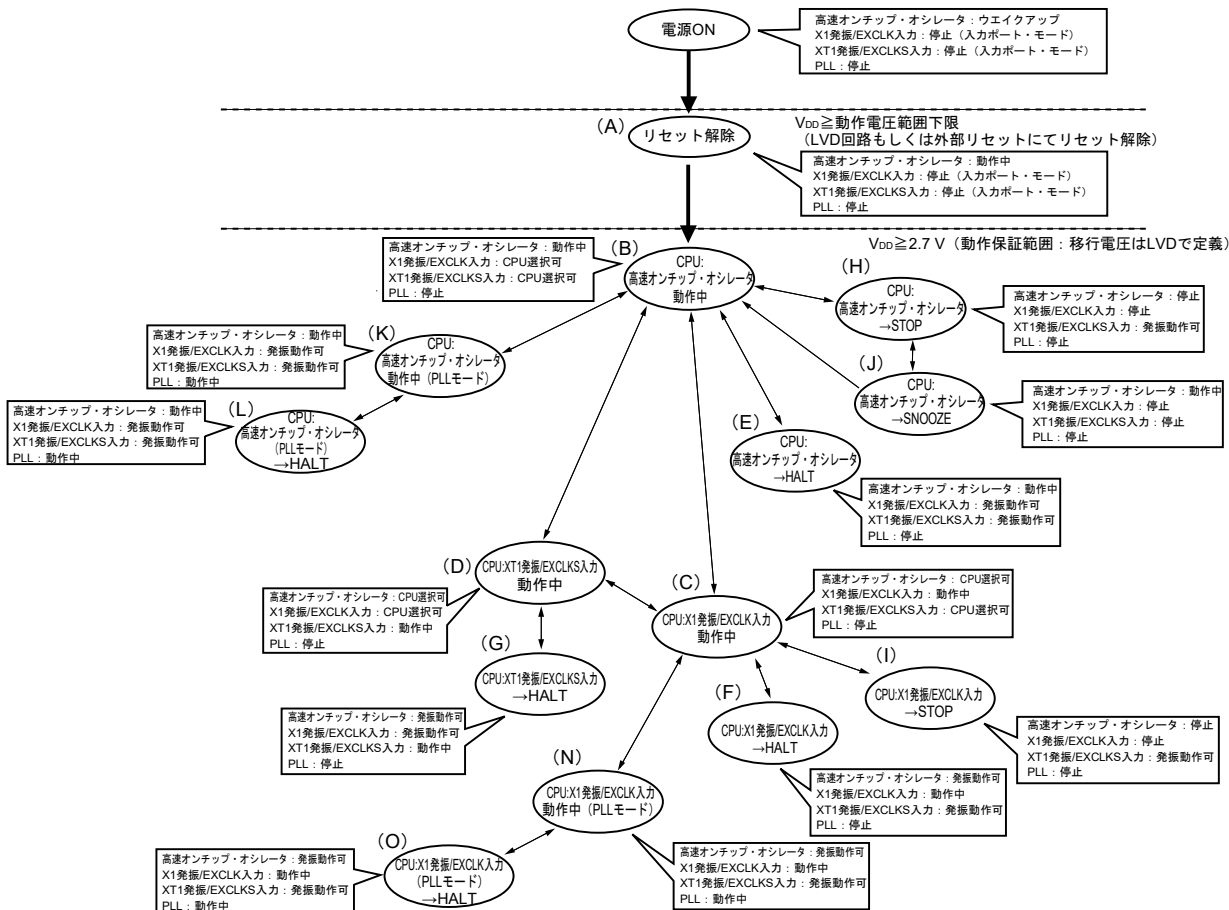 電源ON
高速オンチップ・オシレータ：ウエイクアップ
X1発振/EXCLK入力：停止（入力ポート・モード）
XT1発振/EXCLKS入力：停止（入力ポート・モード）
PLL：停止
（A）
リセット解除
VDD≧動作電圧範囲下限
（LVD回路もしくは外部リセットにてリセット解除）
高速オンチップ・オシレータ：動作中
X1発振/EXCLK入力：停止（入力ポート・モード）
XT1発振/EXCLKS入力：停止（入力ポート・モード）
PLL：停止
VDD≧2.7 V（動作保証範囲：移行電圧はLVDで定義）
高速オンチップ・オシレータ：動作中
X1発振/EXCLK入力：CPU選択可
XT1発振/EXCLKS入力：CPU選択可
PLL：停止
（B）
CPU:
高速オンチップ・オシレータ
動作中
（H）
CPU:
高速オンチップ・オシレータ
→STOP
高速オンチップ・オシレータ：停止
X1発振/EXCLK入力：停止
XT1発振/EXCLKS入力：発振動作可
PLL：停止
高速オンチップ・オシレータ：動作中
X1発振/EXCLK入力：発振動作可
XT1発振/EXCLKS入力：発振動作可
PLL：動作中
（K）
CPU:
高速オンチップ・オシレータ
動作中（PLLモード）
（J）
CPU:
高速オンチップ・オシレータ
→SNOOZE
高速オンチップ・オシレータ：動作中
X1発振/EXCLK入力：停止
XT1発振/EXCLKS入力：停止
PLL：停止
高速オンチップ・オシレータ：動作中
X1発振/EXCLK入力：発振動作可
XT1発振/EXCLKS入力：発振動作可
PLL：動作中
（L）
CPU:
高速オンチップ・オシレータ
（PLLモード）
→HALT
（E）
CPU:
高速オンチップ・オシレータ
→HALT
高速オンチップ・オシレータ：動作中
X1発振/EXCLK入力：発振動作可
XT1発振/EXCLKS入力：発振動作可
PLL：停止
（D）
CPU:XT1発振/EXCLKS入力
動作中
高速オンチップ・オシレータ：CPU選択可
X1発振/EXCLK入力：CPU選択可
XT1発振/EXCLKS入力：動作中
PLL：停止
（C）
CPU:X1発振/EXCLK入力
動作中
高速オンチップ・オシレータ：CPU選択可
X1発振/EXCLK入力：動作中
XT1発振/EXCLKS入力：CPU選択可
PLL：停止
（G）
CPU:XT1発振/EXCLKS入力
→HALT
高速オンチップ・オシレータ：発振動作可
X1発振/EXCLK入力：発振動作可
XT1発振/EXCLKS入力：動作中
PLL：停止
（I）
CPU:X1発振/EXCLK入力
→STOP
高速オンチップ・オシレータ：停止
X1発振/EXCLK入力：停止
XT1発振/EXCLKS入力：発振動作可
PLL：停止
（F）
CPU:X1発振/EXCLK入力
→HALT
高速オンチップ・オシレータ：発振動作可
X1発振/EXCLK入力：動作中
XT1発振/EXCLKS入力：発振動作可
PLL：停止
（N）
CPU:X1発振/EXCLK入力
動作中（PLLモード）
高速オンチップ・オシレータ：発振動作可
X1発振/EXCLK入力：動作中
XT1発振/EXCLKS入力：発振動作可
PLL：動作中
（O）
CPU:X1発振/EXCLK入力
（PLLモード）
→HALT
高速オンチップ・オシレータ：発振動作可
X1発振/EXCLK入力：動作中
XT1発振/EXCLKS入力：発振動作可
PLL：動作中